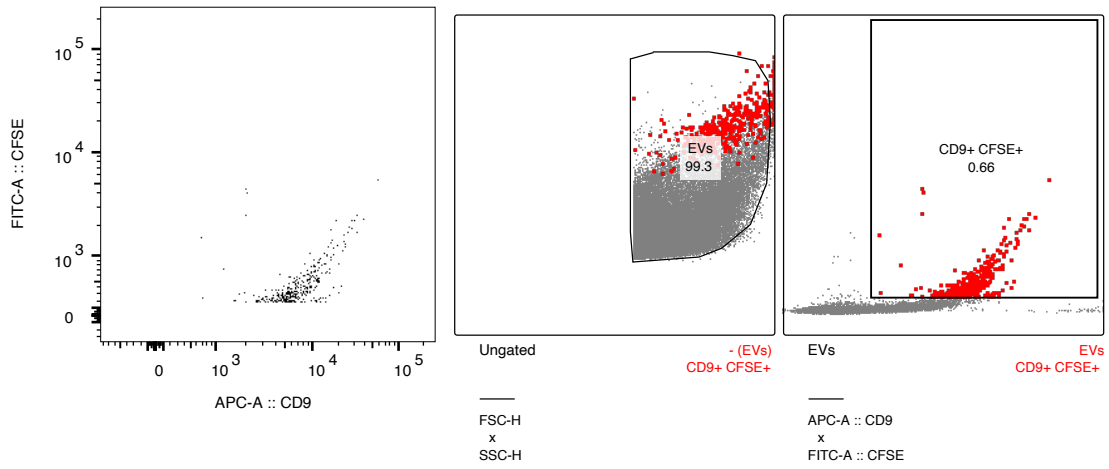 10^5
10^4
10^3
0
FITC-A :: CFSE
0
10^3
10^4
10^5
APC-A :: CD9
EVs
99.3
Ungated
- (EVs)
CD9+ CFSE+
FSC-H
x
SSC-H
CD9+ CFSE+
0.66
EVs
EVs
CD9+ CFSE+
APC-A :: CD9
x
FITC-A :: CFSE